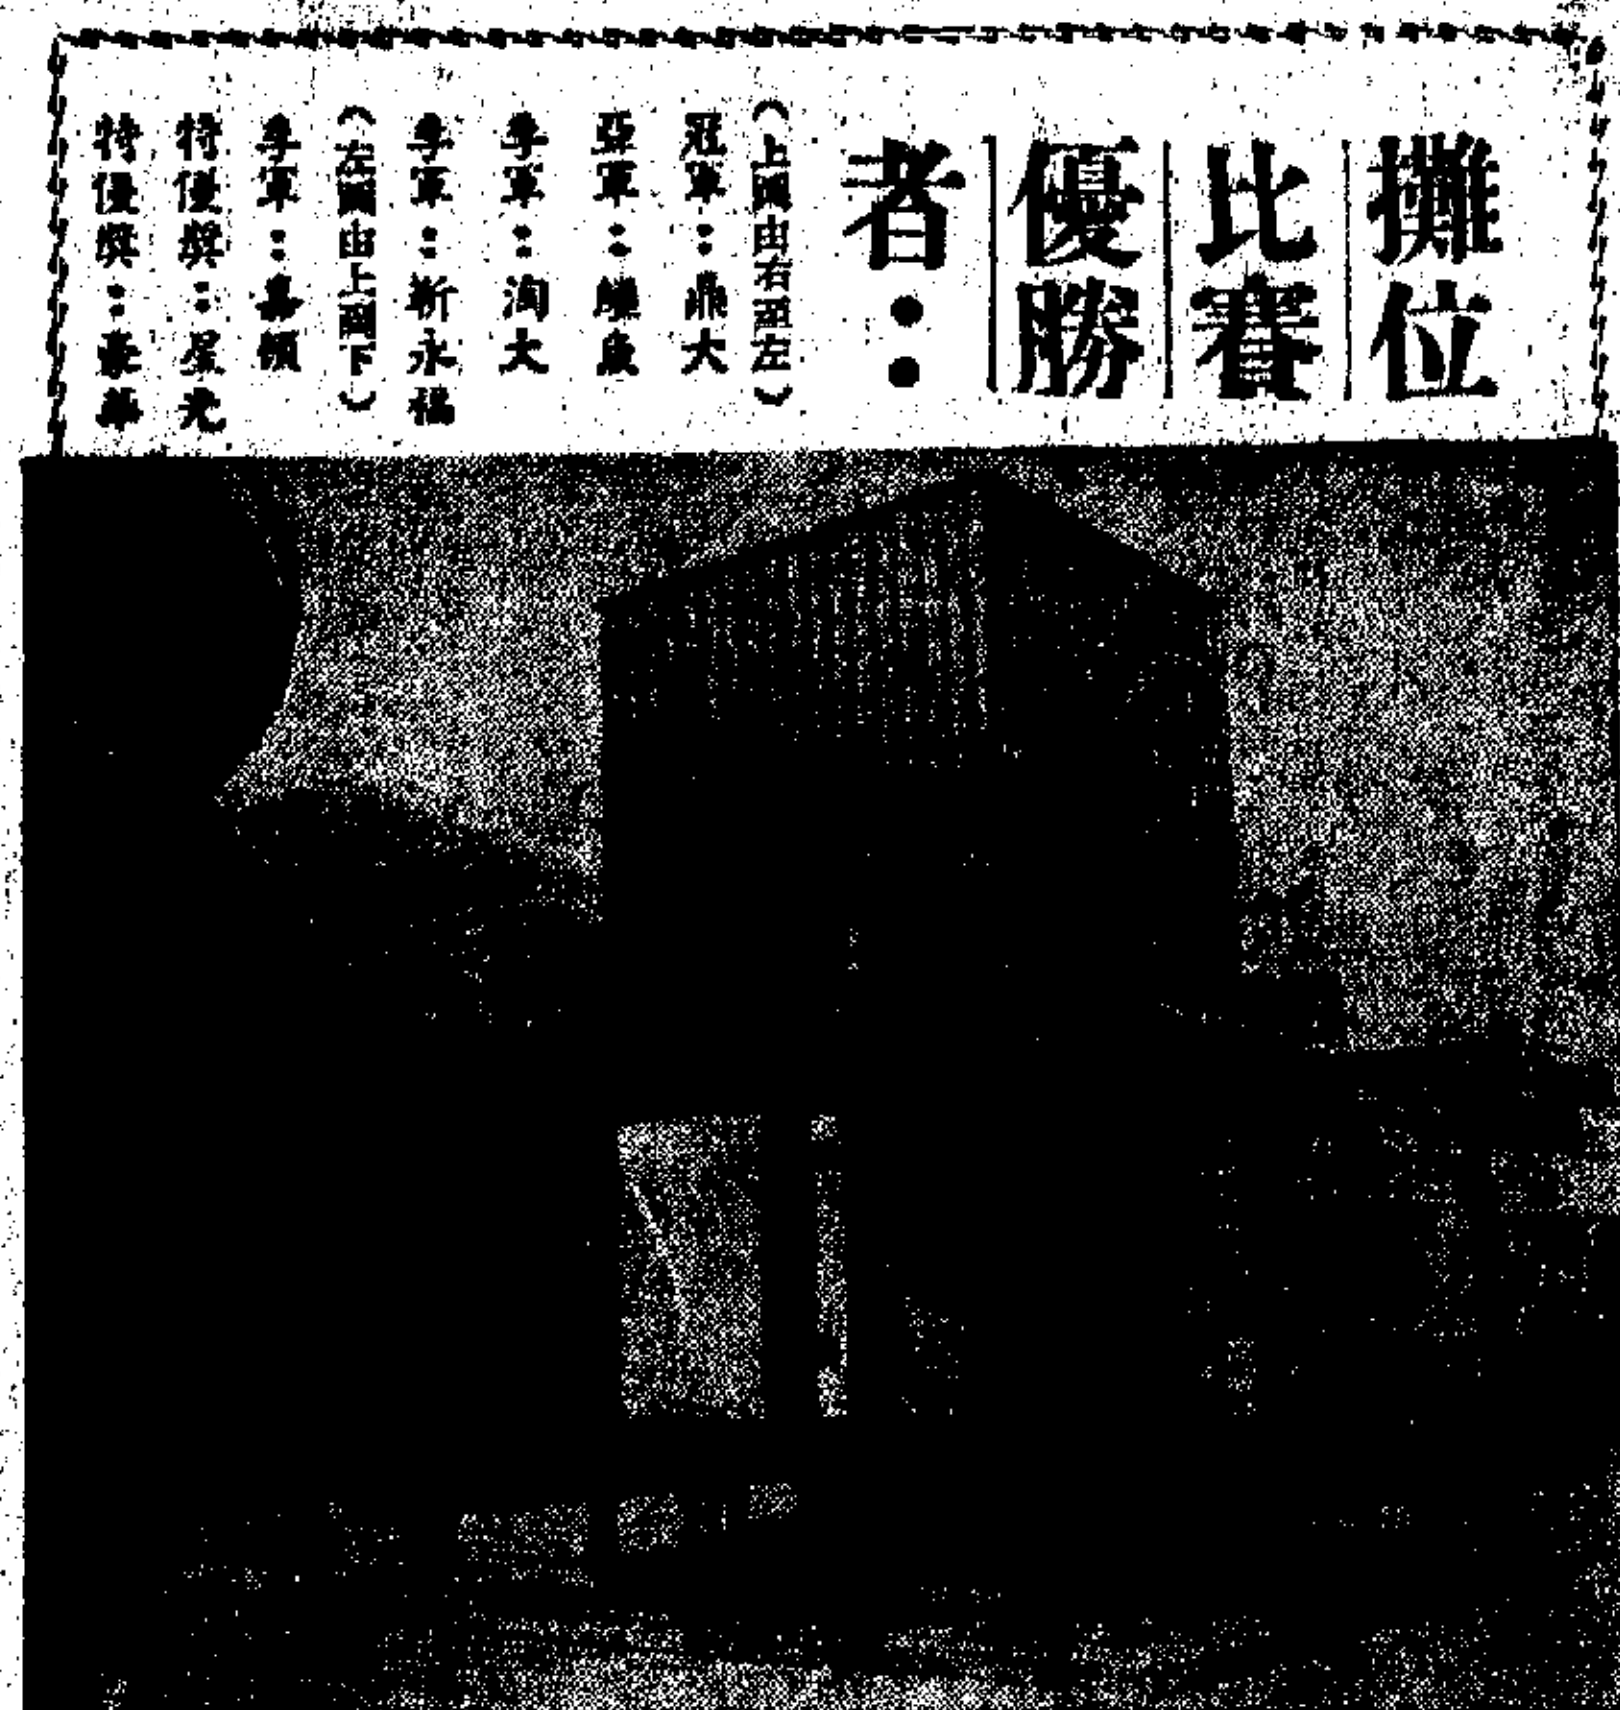 攤位
比賽
優勝
者：
（上圖由右至左）
冠軍：鼎大
亞軍：
季軍：淘大
季軍：靳永福
（左圖由上至下）
季軍：嘉頓
特優獎：星光
特優獎：豪華